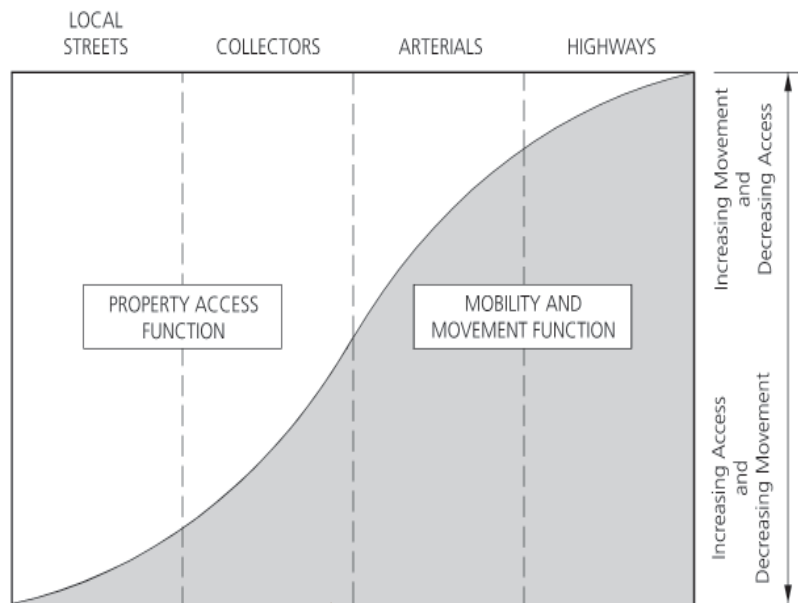 LOCAL
STREETS
COLLECTORS
ARTERIALS
HIGHWAYS
PROPERTY ACCESS
FUNCTION
MOBILITY AND
MOVEMENT FUNCTION
Increasing Movement
and
Decreasing Access
Increasing Access
and
Decreasing Movement